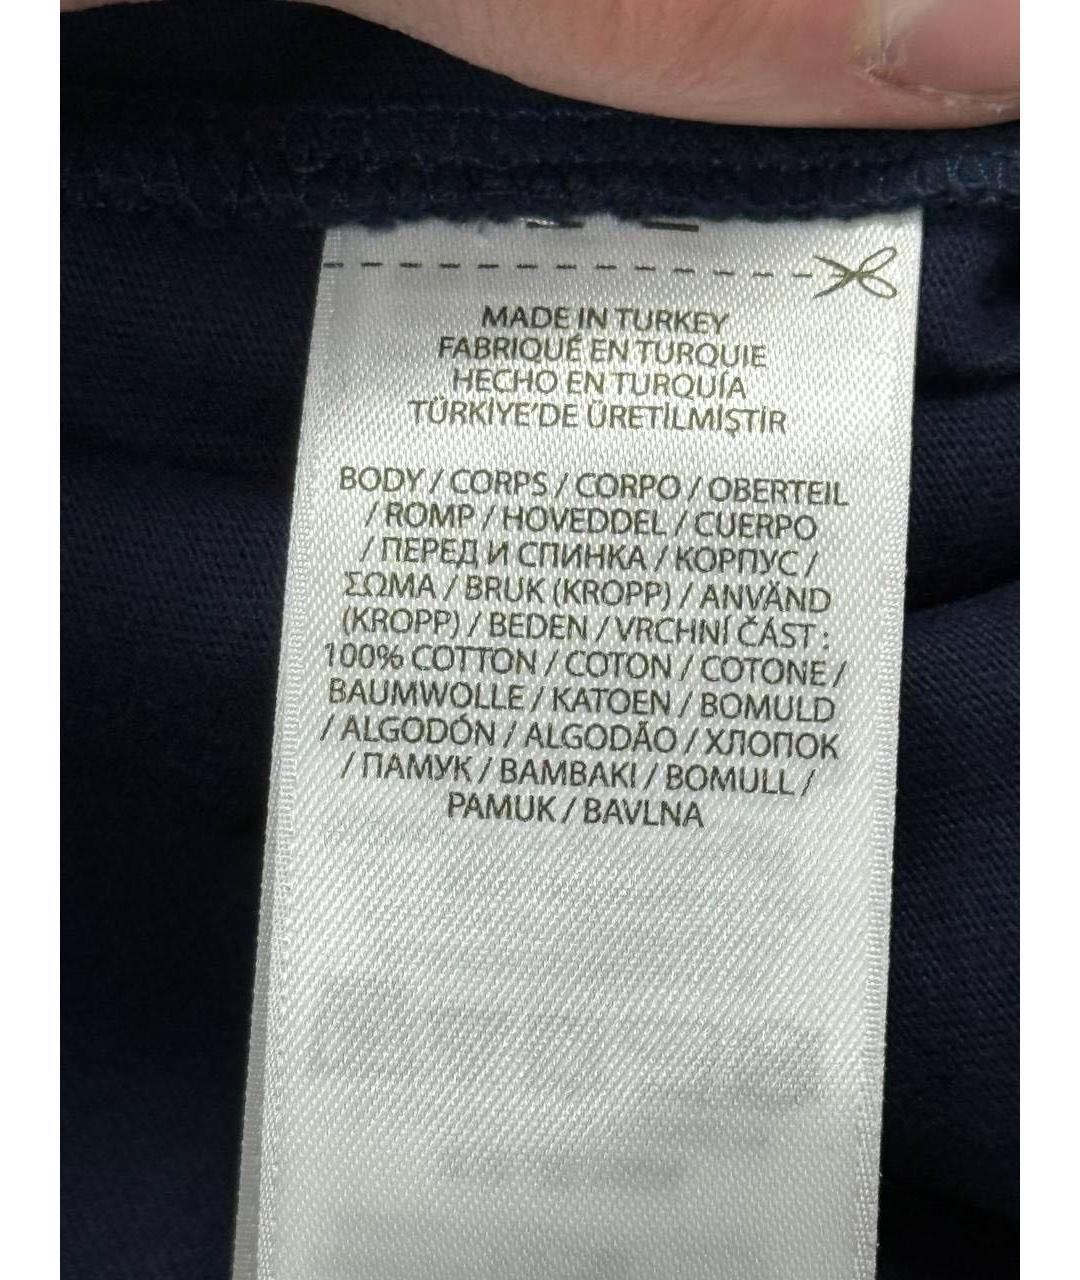 MADE IN TURKEY
FABRIQUÉ EN TURQUIE
HECHO EN TURQUÍA
TÜRKİYE'DE ÜRETİLMİŞTİR
BODY / CORPS / CORPO / OBERTEIL
/ ROMP / HOVEDDEL / CUERPO
/ ПЕРЕД И СПИНКА / КОРПУС /
ΣΩΜΑ / BRUK (KROPP) / ANVÄND
(KROPP) / BEDEN / VRCHNÍ ČÁST :
100% COTTON / COTON / COTONE /
BAUMWOLLE / KATOEN / BOMULD
/ ALGODÓN / ALGODÃO / ХЛОПОК
/ ПАМУК / ΒΑΜΒΑΚΙ / BOMULL /
PAMUK / BAVLNA